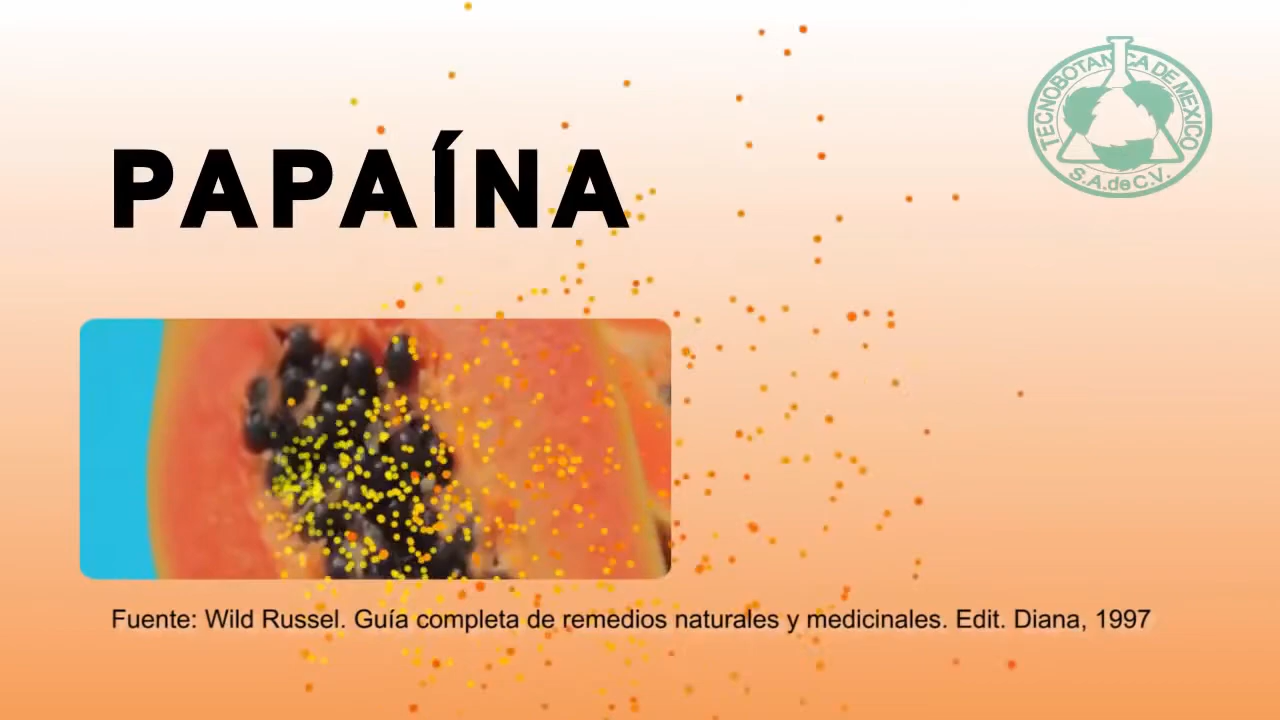 TECNOBOTANICA DE MEXICO
S.A.deC.V.
PAPAÍNA
Fuente: Wild Russel. Guía completa de remedios naturales y medicinales. Edit. Diana, 1997